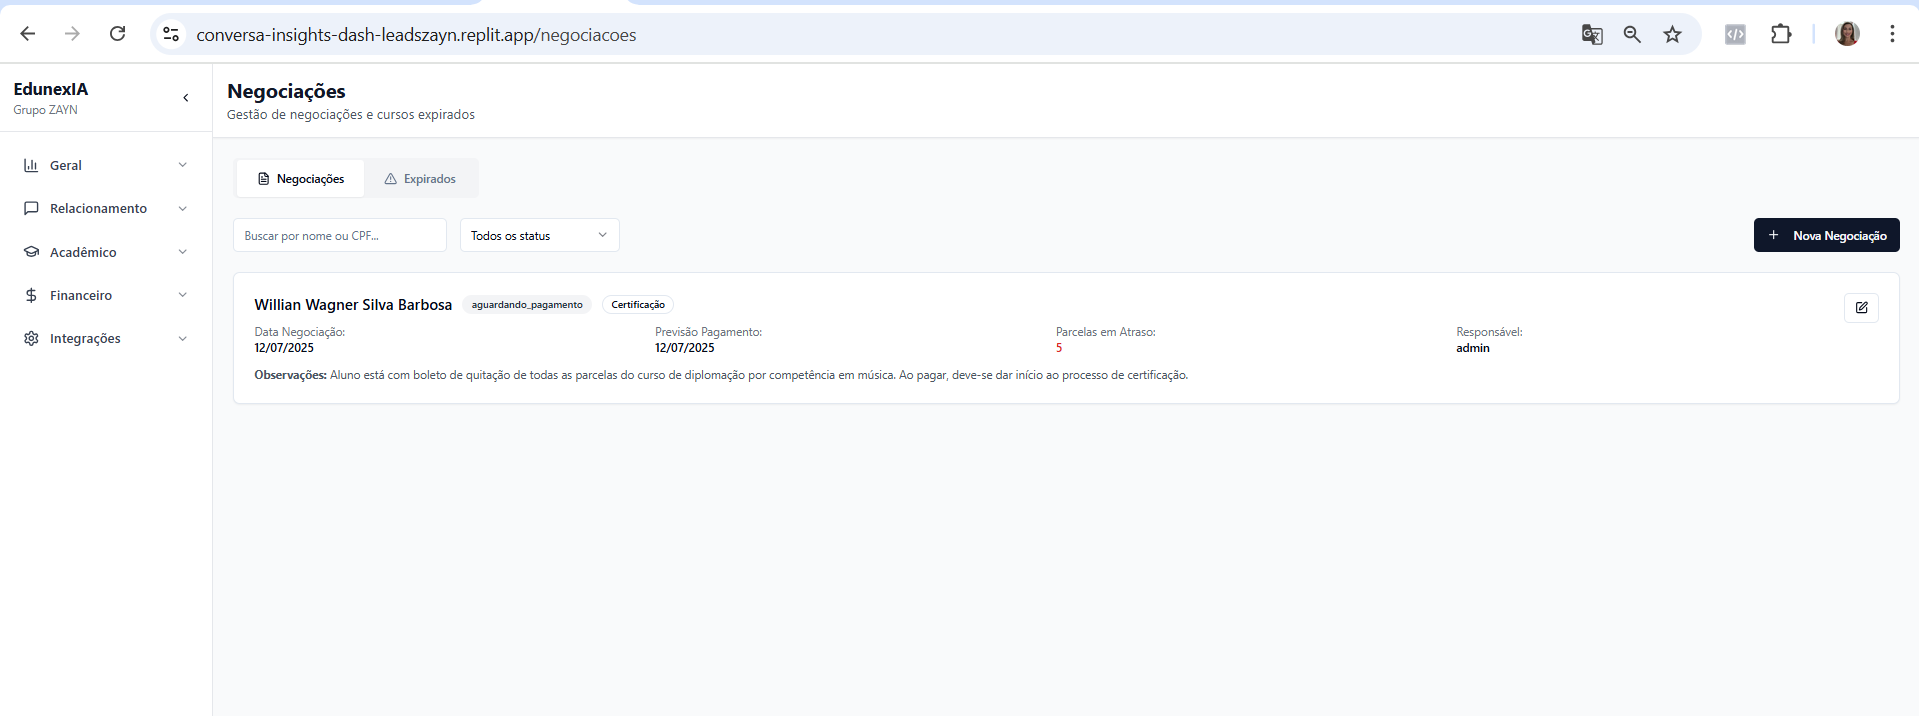 conversa-insights-dash-leadszayn.replit.app/negociacoes
EdunexIA
Grupo ZAYN
Geral
Relacionamento
Acadêmico
Financeiro
Integrações
Negociações
Gestão de negociações e cursos expirados
Negociações
Expirados
Buscar por nome ou CPF...
Todos os status
Nova Negociação
Willian Wagner Silva Barbosa
aguardando_pagamento
Certificação
Data Negociação:
12/07/2025
Previsão Pagamento:
12/07/2025
Parcelas em Atraso:
5
Responsável:
admin
Observações: Aluno está com boleto de quitação de todas as parcelas do curso de diplomação por competência em música. Ao pagar, deve-se dar início ao processo de certificação.